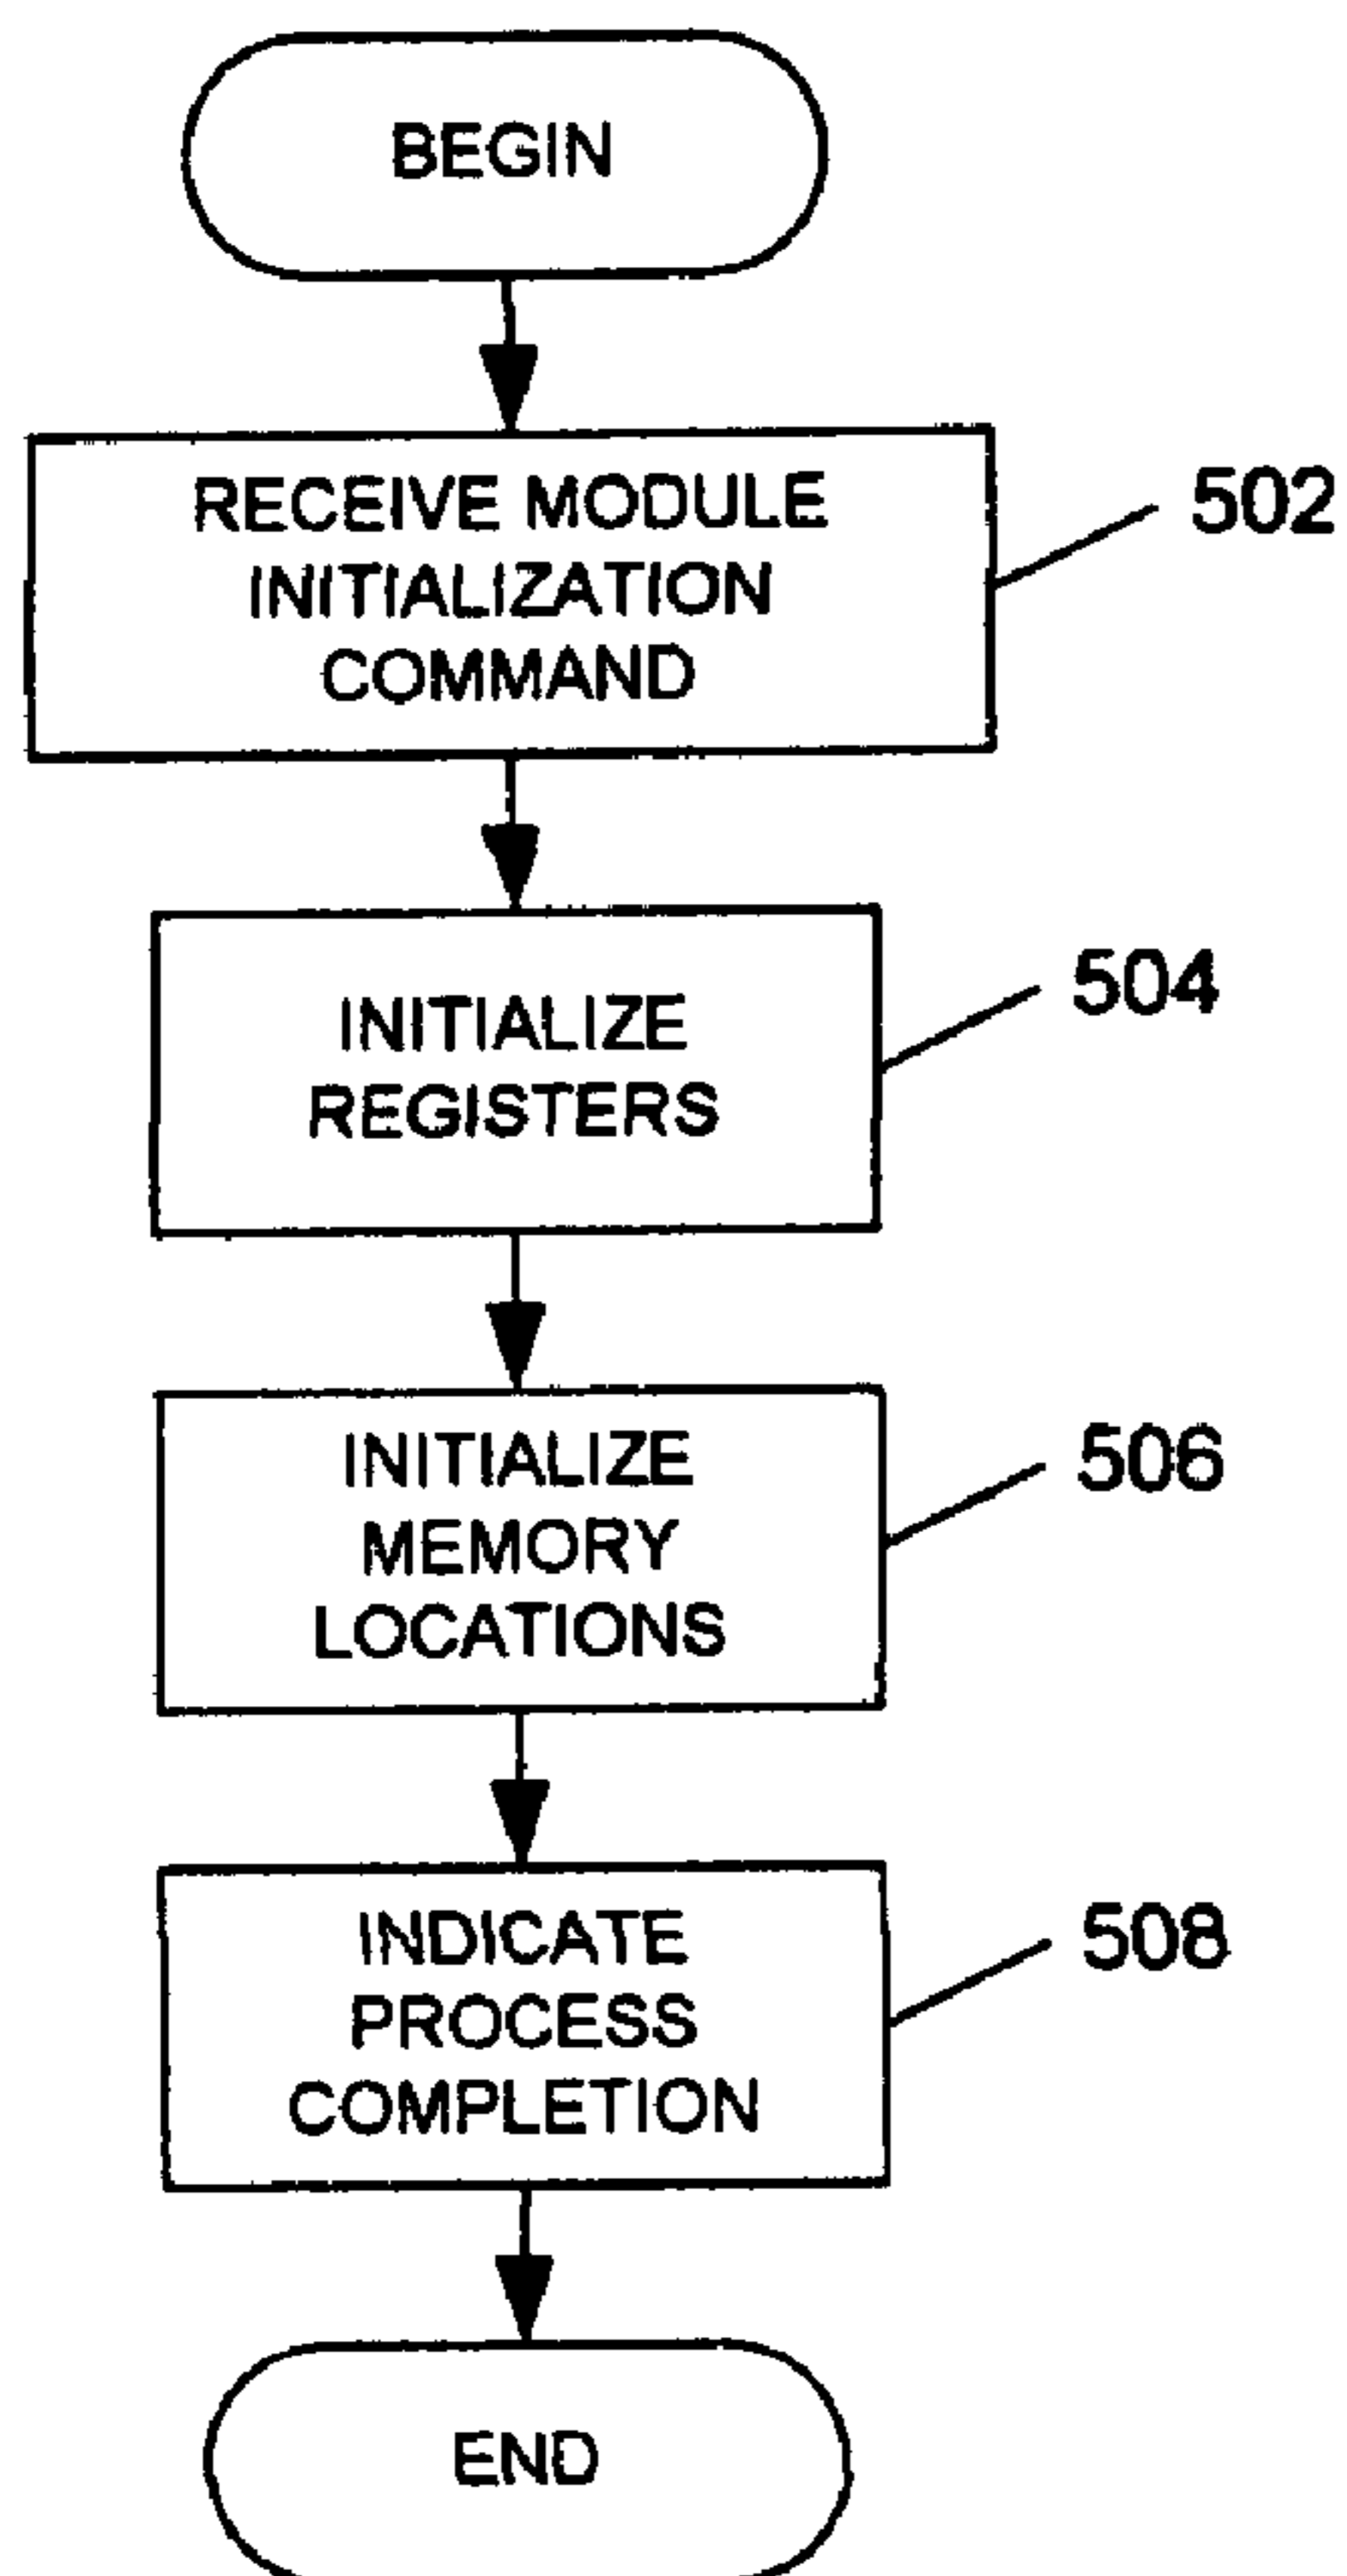 BEGIN
RECEIVE MODULE
INITIALIZATION
COMMAND
502
INITIALIZE
REGISTERS
504
INITIALIZE
MEMORY
LOCATIONS
506
INDICATE
PROCESS
COMPLETION
508
END